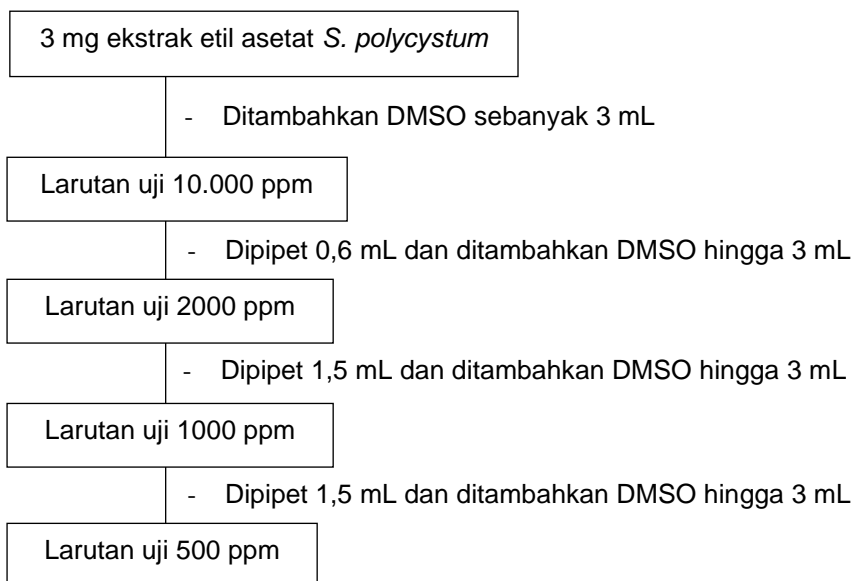 3 mg ekstrak etil asetat S. polycystum
- Ditambahkan DMSO sebanyak 3 mL
Larutan uji 10.000 ppm
- Dipipet 0,6 mL dan ditambahkan DMSO hingga 3 mL
Larutan uji 2000 ppm
- Dipipet 1,5 mL dan ditambahkan DMSO hingga 3 mL
Larutan uji 1000 ppm
- Dipipet 1,5 mL dan ditambahkan DMSO hingga 3 mL
Larutan uji 500 ppm